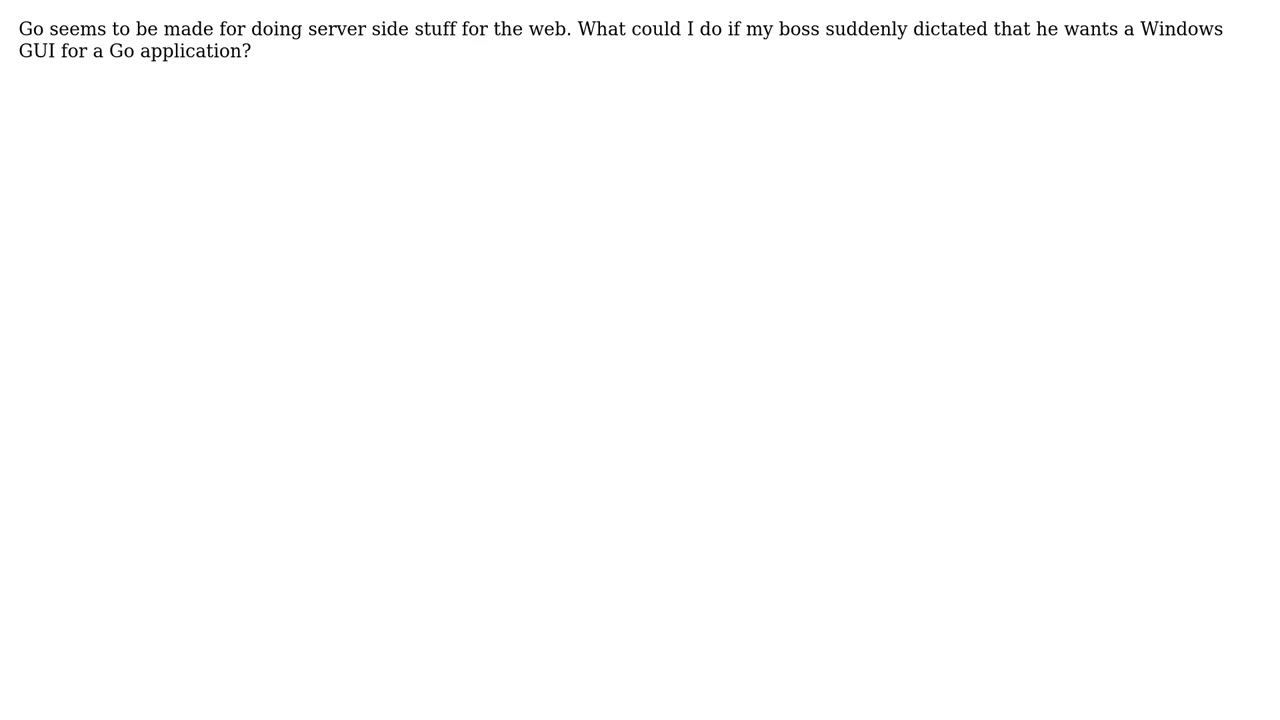 Go seems to be made for doing server side stuff for the web. What could I do if my boss suddenly dictated that he wants a Windows
GUI for a Go application?